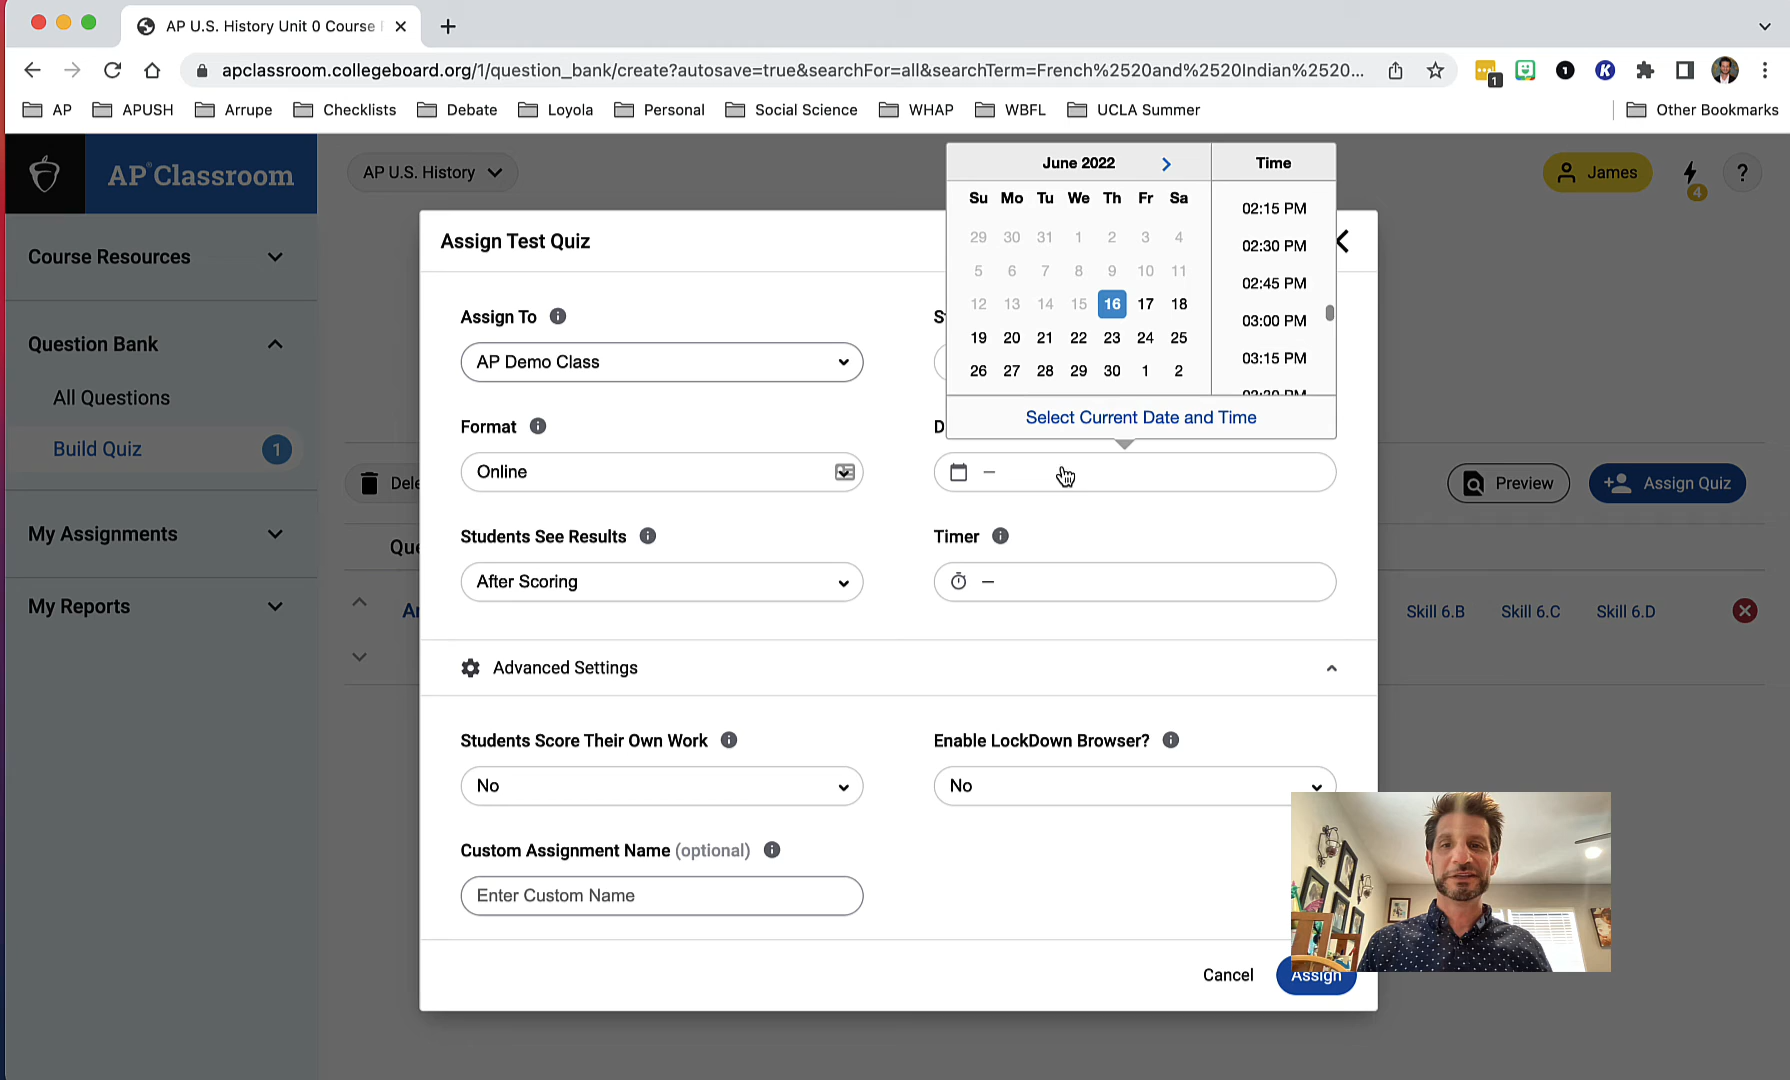 AP U.S. History Unit 0 Course
apclassroom.collegeboard.org/1/question_bank/create?autosave=true&searchFor=all&searchTerm=French%2520and%2520Indian%2520...
1
1
K
AP
APUSH
Arrupe
Checklists
Debate
Loyola
Personal
Social Science
WHAP
WBFL
UCLA Summer
Other Bookmarks
AP® Classroom
AP U.S. History
James
4
?
Course Resources
Question Bank
All Questions
Build Quiz 1
My Assignments
My Reports
Dele
Que
Preview
Assign Quiz
Skill 6.B
Skill 6.C
Skill 6.D
Assign Test Quiz
Assign To
AP Demo Class
Format
Online
Students See Results
After Scoring
June 2022
Su Mo Tu We Th Fr Sa
29 30 31 1 2 3 4
5 6 7 8 9 10 11
12 13 14 15 16 17 18
19 20 21 22 23 24 25
26 27 28 29 30 1 2
Time
02:15 PM
02:30 PM
02:45 PM
03:00 PM
03:15 PM
Select Current Date and Time
–
Timer
–
Advanced Settings
Students Score Their Own Work
No
Enable LockDown Browser?
No
Custom Assignment Name (optional)
Enter Custom Name
Cancel
Assign